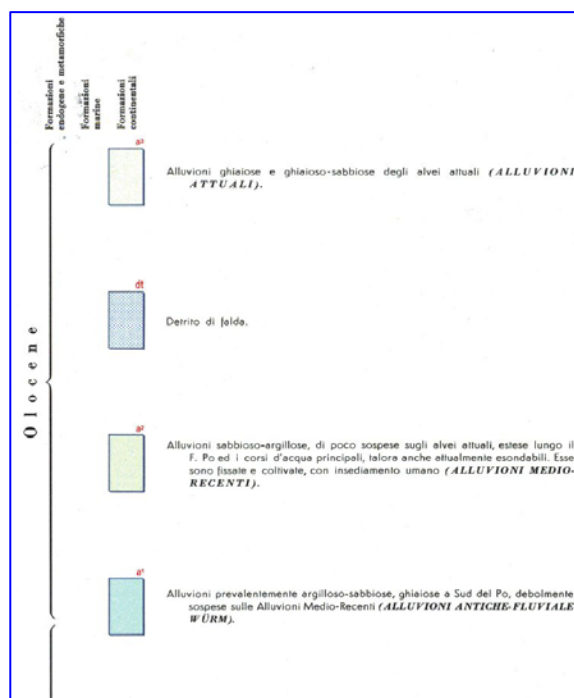 Formazioni
endogene e metamorfiche
Formazioni
marine
Formazioni
continentali
Olocene
a³
Alluvioni ghiaiose e ghiaioso-sabbiose degli alvei attuali (ALLUVIONI
ATTUALI).
dt
Detrito di falda.
a²
Alluvioni sabbioso-argillose, di poco sospese sugli alvei attuali, estese lungo il
F. Po ed i corsi d'acqua principali, talora anche attualmente esondabili. Esse
sono fissate e coltivate, con insediamento umano (ALLUVIONI MEDIO-
RECENTI).
a¹
Alluvioni prevalentemente argilloso-sabbiose, ghiaiose a Sud del Po, debolmente
sospese sulle Alluvioni Medio-Recenti (ALLUVIONI ANTICHE-FLUVIALE
WÜRM).